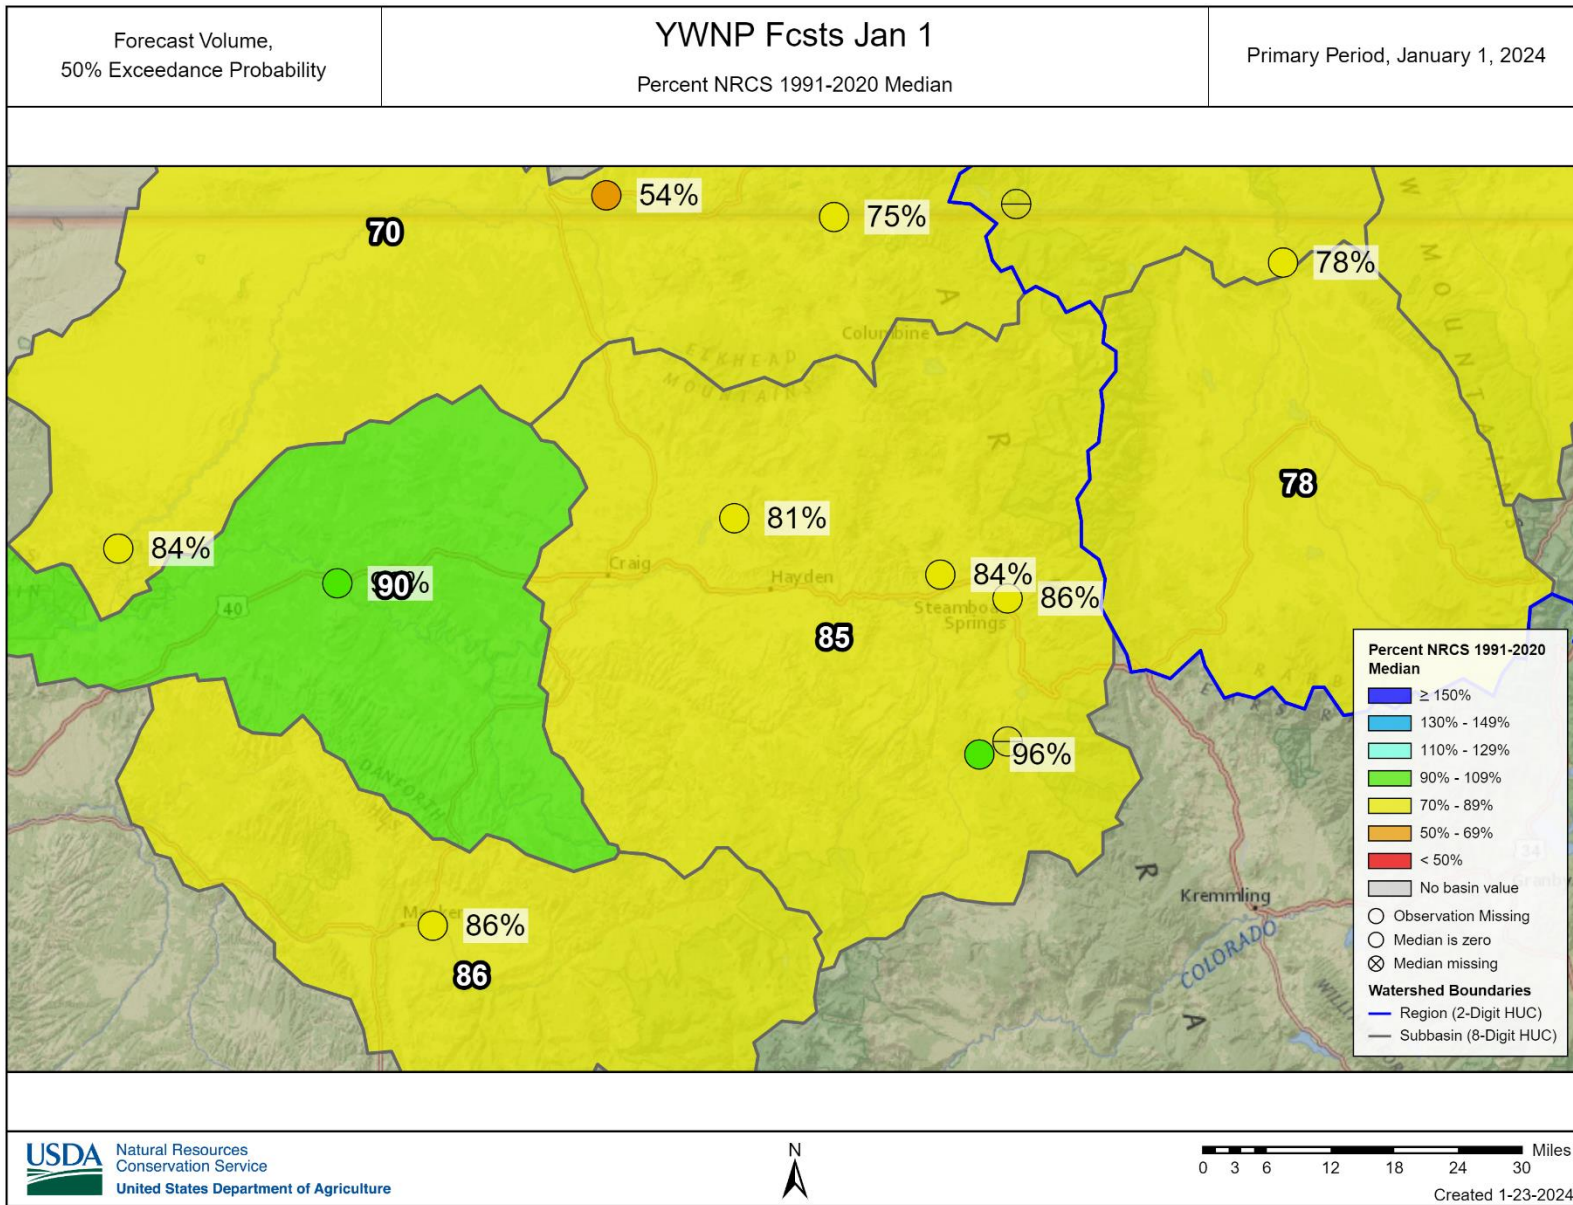 Forecast Volume,
50% Exceedance Probability
YWNP Fcsts Jan 1
Percent NRCS 1991-2020 Median
Primary Period, January 1, 2024
54%
75%
78%
70
Columbine
ELKHEAD
MOUNTAINS
MOUNTAINS
78
81%
84%
90
40
Craig
Hayden
84%
86%
Steamboa
Springs
85
96%
DANFORTH
HILLS
86%
86
Kremmling
COLORADO
Percent NRCS 1991-2020
Median
≥ 150%
130% - 149%
110% - 129%
90% - 109%
70% - 89%
50% - 69%
< 50%
No basin value
Observation Missing
Median is zero
Median missing
Watershed Boundaries
Region (2-Digit HUC)
Subbasin (8-Digit HUC)
USDA
Natural Resources
Conservation Service
United States Department of Agriculture
N
Miles
0 3 6 12 18 24 30
Created 1-23-2024